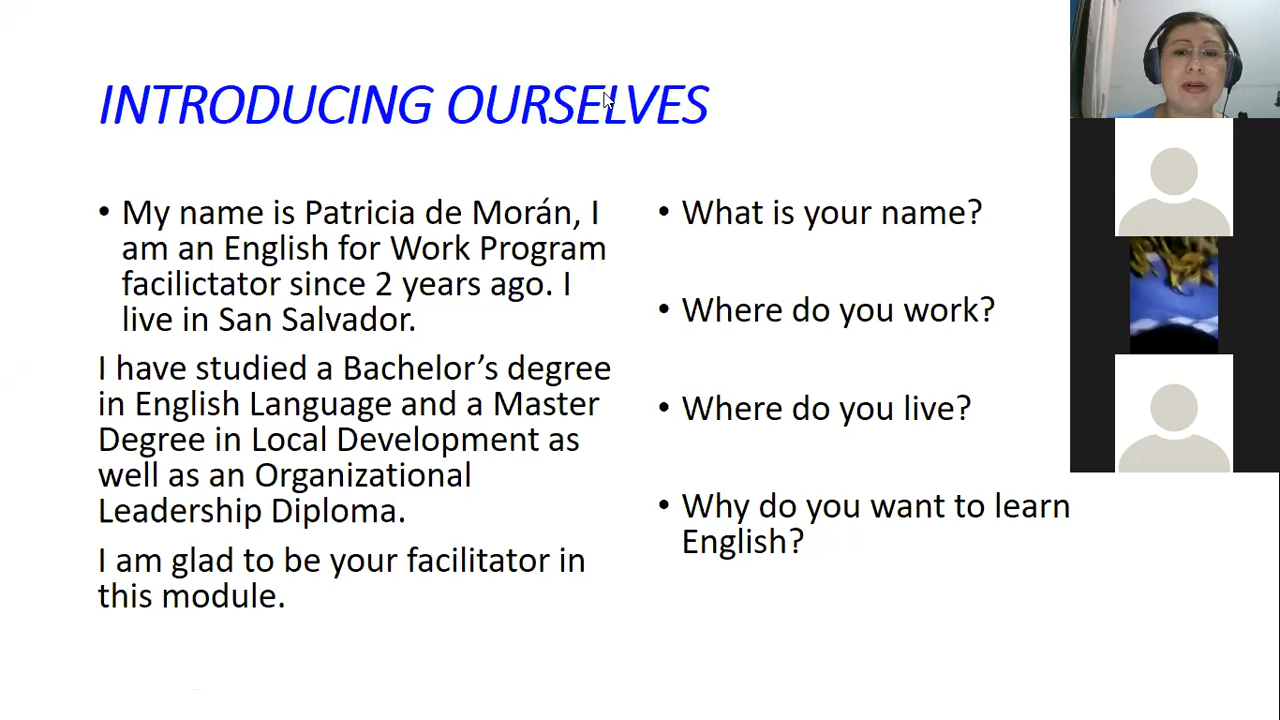 INTRODUCING OURSELVES
• My name is Patricia de Morán, I
am an English for Work Program
facilictator since 2 years ago. I
live in San Salvador.
I have studied a Bachelor’s degree
in English Language and a Master
Degree in Local Development as
well as an Organizational
Leadership Diploma.
I am glad to be your facilitator in
this module.
• What is your name?
• Where do you work?
• Where do you live?
• Why do you want to learn
English?